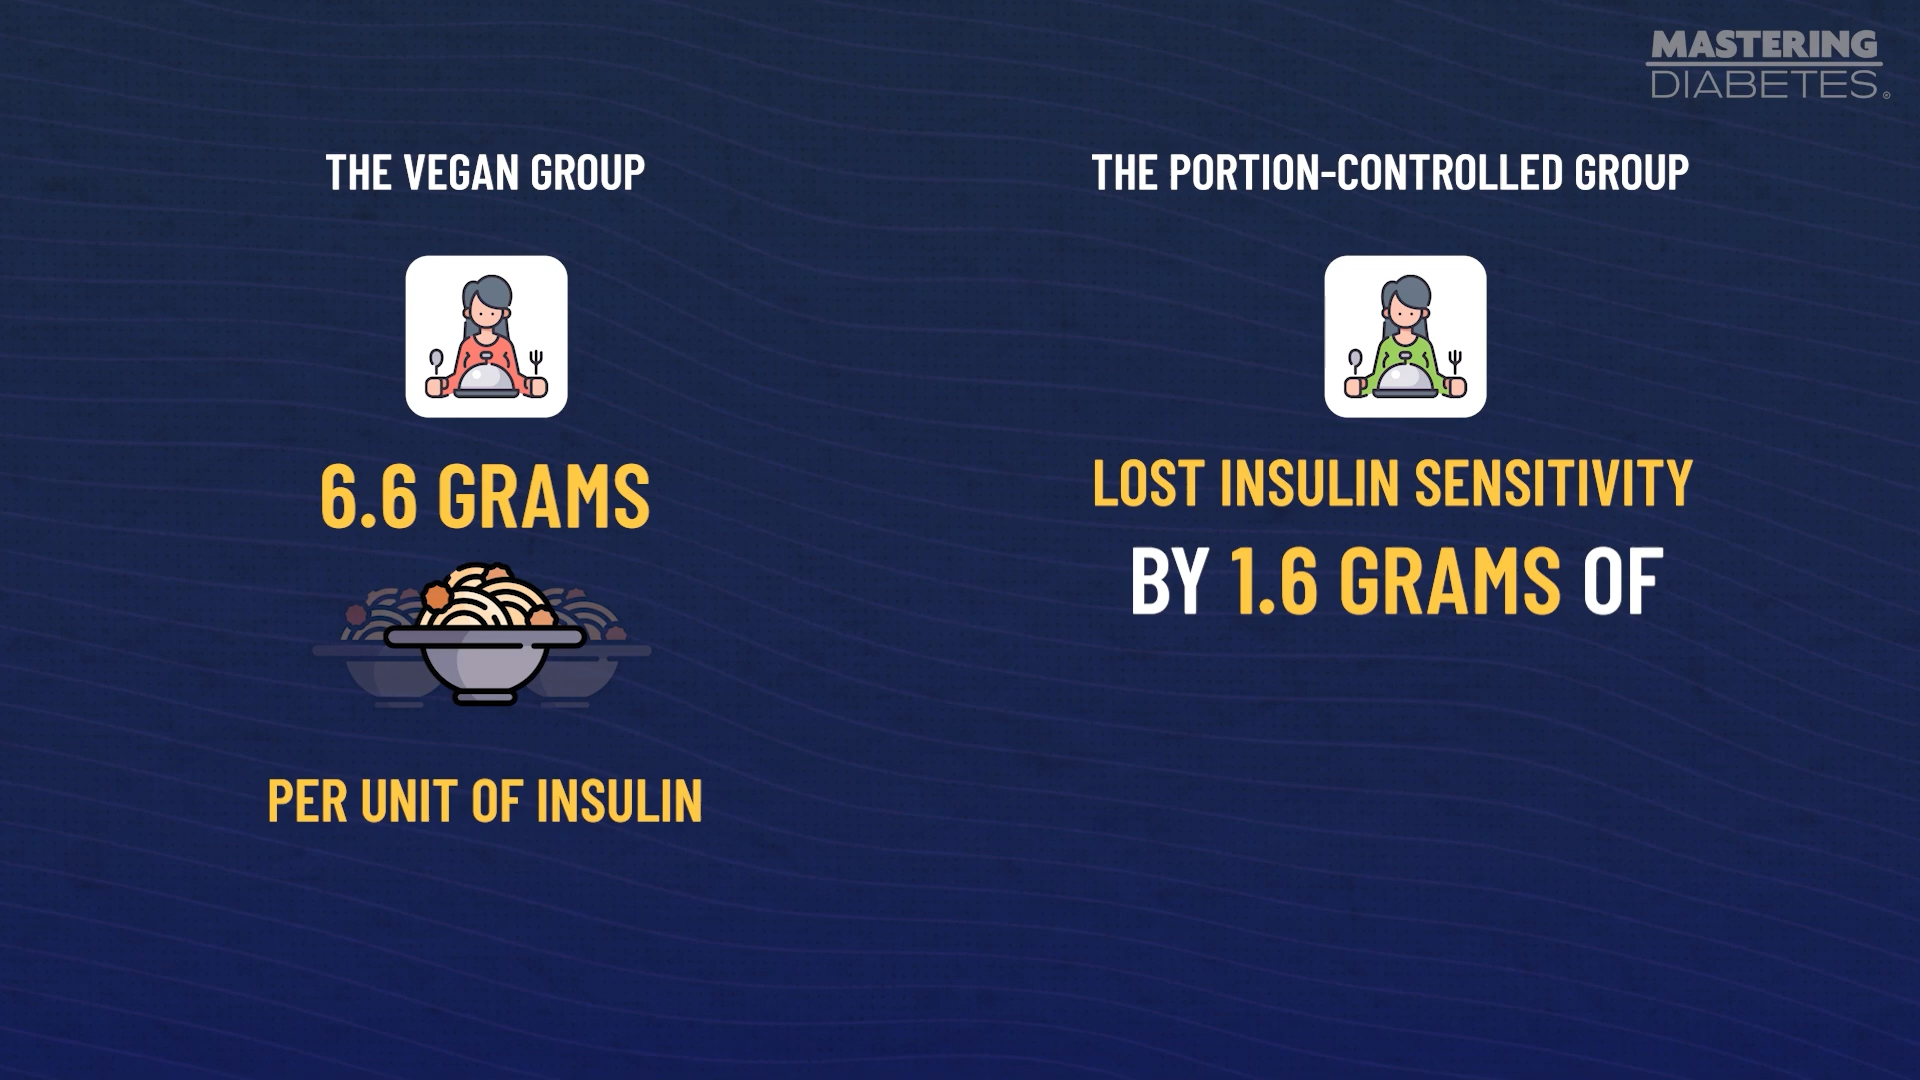 MASTERING
DIABETES®
THE VEGAN GROUP
6.6 GRAMS
PER UNIT OF INSULIN
THE PORTION-CONTROLLED GROUP
LOST INSULIN SENSITIVITY
BY 1.6 GRAMS OF